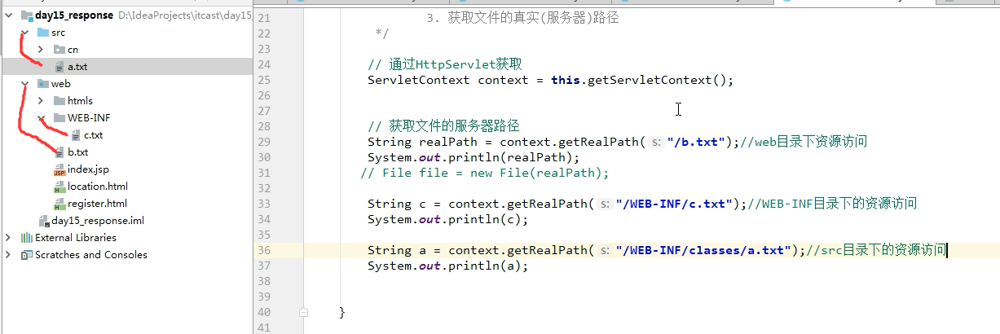 day15_response D:\IdeaProjects\itcast\day15_
src
cn
a.txt
web
htmls
WEB-INF
c.txt
b.txt
index.jsp
location.html
register.html
day15_response.iml
External Libraries
Scratches and Consoles
21 3. 获取文件的真实(服务器)路径
22 */
23
24 // 通过HttpServlet获取
25 ServletContext context = this.getServletContext();
26
27
28 // 获取文件的服务器路径
29 String realPath = context.getRealPath( s: "/b.txt");//web目录下资源访问
30 System.out.println(realPath);
31 // File file = new File(realPath);
32
33 String c = context.getRealPath( s: "/WEB-INF/c.txt");//WEB-INF目录下的资源访问
34 System.out.println(c);
35
36 String a = context.getRealPath( s: "/WEB-INF/classes/a.txt");//src目录下的资源访问
37 System.out.println(a);
38
39
40 }
41